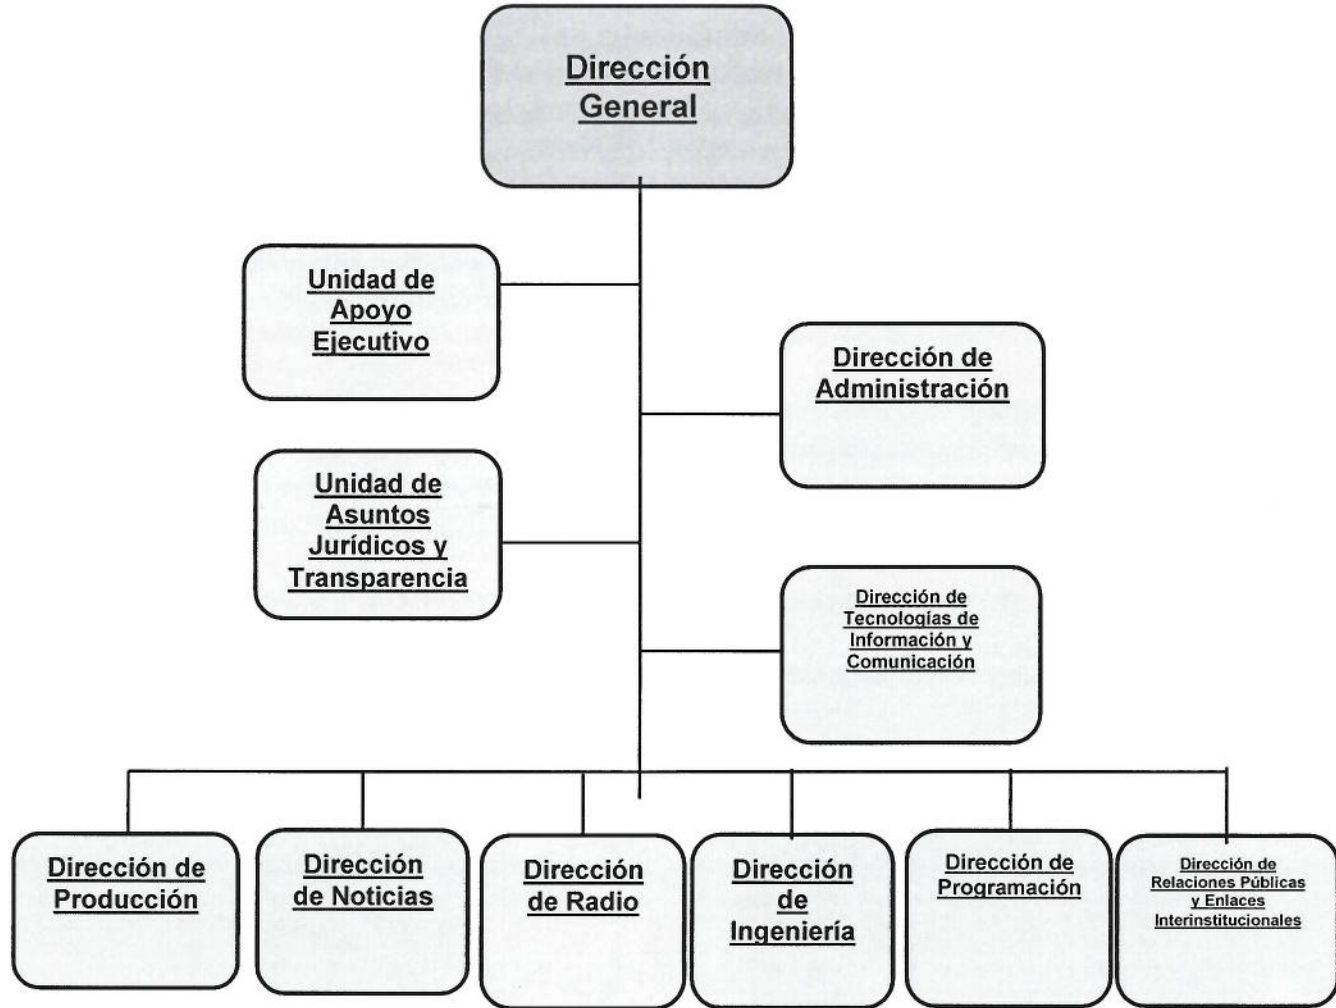 Dirección
General
Unidad de
Apoyo
Ejecutivo
Dirección de
Administración
Unidad de
Asuntos
Jurídicos y
Transparencia
Dirección de
Tecnologías de
Información y
Comunicación
Dirección de
Producción
Dirección
de Noticias
Dirección
de Radio
Dirección
de
Ingeniería
Dirección de
Programación
Dirección de
Relaciones Públicas
y Enlaces
Interinstitucionales